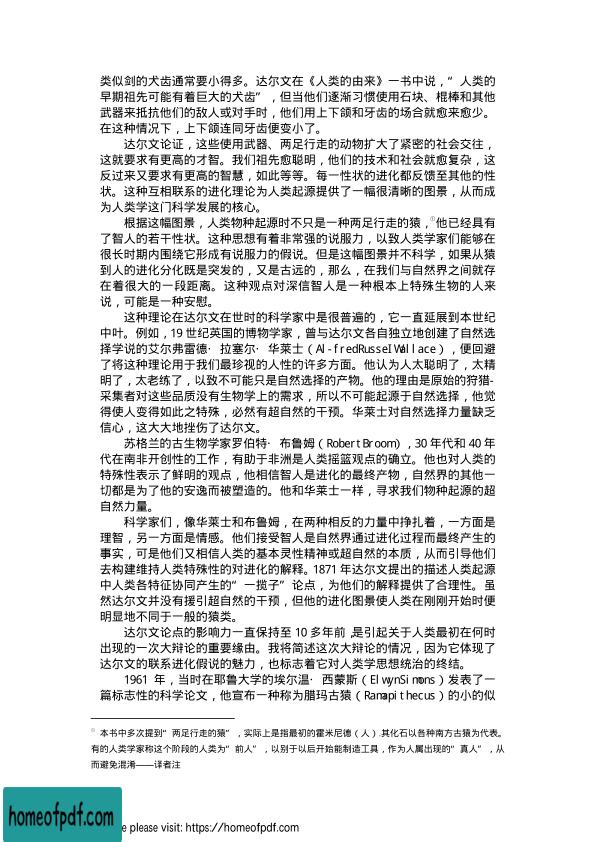 类似剑的犬齿通常要小得多。达尔文在《人类的由来》一书中说，“人类的
早期祖先可能有着巨大的犬齿”，但当他们逐渐习惯使用石块、棍棒和其他
武器来抵抗他们的敌人或对手时，他们用上下颌和牙齿的场合就愈来愈少。
在这种情况下，上下颌连同牙齿便变小了。
达尔文论证，这些使用武器、两足行走的动物扩大了紧密的社会交往，
这就要求有更高的才智。我们祖先愈聪明，他们的技术和社会就愈复杂，这
反过来又要求有更高的智慧，如此等等。每一性状的进化都反馈至其他的性
状。这种互相联系的进化理论为人类起源提供了一幅很清晰的图景，从而成
为人类学这门科学发展的核心。
根据这幅图景，人类物种起源时不只是一种两足行走的猿，①他已经具有
了智人的若干性状。这种思想有着非常强的说服力，以致人类学家们能够在
很长时期内围绕它形成有说服力的假说。但是这幅图景并不科学，如果从猿
到人的进化分化既是突发的，又是古远的，那么，在我们与自然界之间就存
在着很大的一段距离。这种观点对深信智人是一种根本上特殊生物的人来
说，可能是一种安慰。
这种理论在达尔文在世时的科学家中是很普遍的，它一直延展到本世纪
中叶。例如，19 世纪英国的博物学家，曾与达尔文各自独立地创建了自然选
择学说的艾尔弗雷德·拉塞尔·华莱士（Al-fredRusselWallace），便回避
了将这种理论用于我们最珍视的人性的许多方面。他认为人太聪明了，太精
明了，太老练了，以致不可能只是自然选择的产物。他的理由是原始的狩猎-
采集者对这些品质没有生物学上的需求，所以不可能起源于自然选择，他觉
得使人变得如此之特殊，必然有超自然的干预。华莱士对自然选择力量缺乏
信心，这大大地挫伤了达尔文。
苏格兰的古生物学家罗伯特·布鲁姆（RobertBroom），30 年代和 40 年
代在南非开创性的工作，有助于非洲是人类摇篮观点的确立。他也对人类的
特殊性表示了鲜明的观点，他相信智人是进化的最终产物，自然界的其他一
切都是为了他的安逸而被塑造的。他和华莱士一样，寻求我们物种起源的超
自然力量。
科学家们，像华莱士和布鲁姆，在两种相反的力量中挣扎着，一方面是
理智，另一方面是情感。他们接受智人是自然界通过进化过程而最终产生的
事实，可是他们又相信人类的基本灵性精神或超自然的本质，从而引导他们
去构建维持人类特殊性的对进化的解释。1871 年达尔文提出的描述人类起源
中人类各特征协同产生的“一揽子”论点，为他们的解释提供了合理性。虽
然达尔文并没有援引超自然的干预，但他的进化图景使人类在刚刚开始时便
明显地不同于一般的猿类。
达尔文论点的影响力一直保持至 10 多年前，是引起关于人类最初在何时
出现的一次大辩论的重要缘由。我将简述这次大辩论的情况，因为它体现了
达尔文的联系进化假说的魅力，也标志着它对人类学思想统治的终结。
1961 年，当时在耶鲁大学的埃尔温·西蒙斯（ElwynSimons）发表了一
篇标志性的科学论文，他宣布一种称为腊玛古猿（Ramapithecus）的小的似
① 本书中多次提到“两足行走的猿”，实际上是指最初的霍米尼德（人），其化石以各种南方古猿为代表。
有的人类学家称这个阶段的人类为“前人”，以别于以后开始能制造工具，作为人属出现的“真人”，从
而避免混淆——译者注
homeofpdf.com
e please visit: https://homeofpdf.com